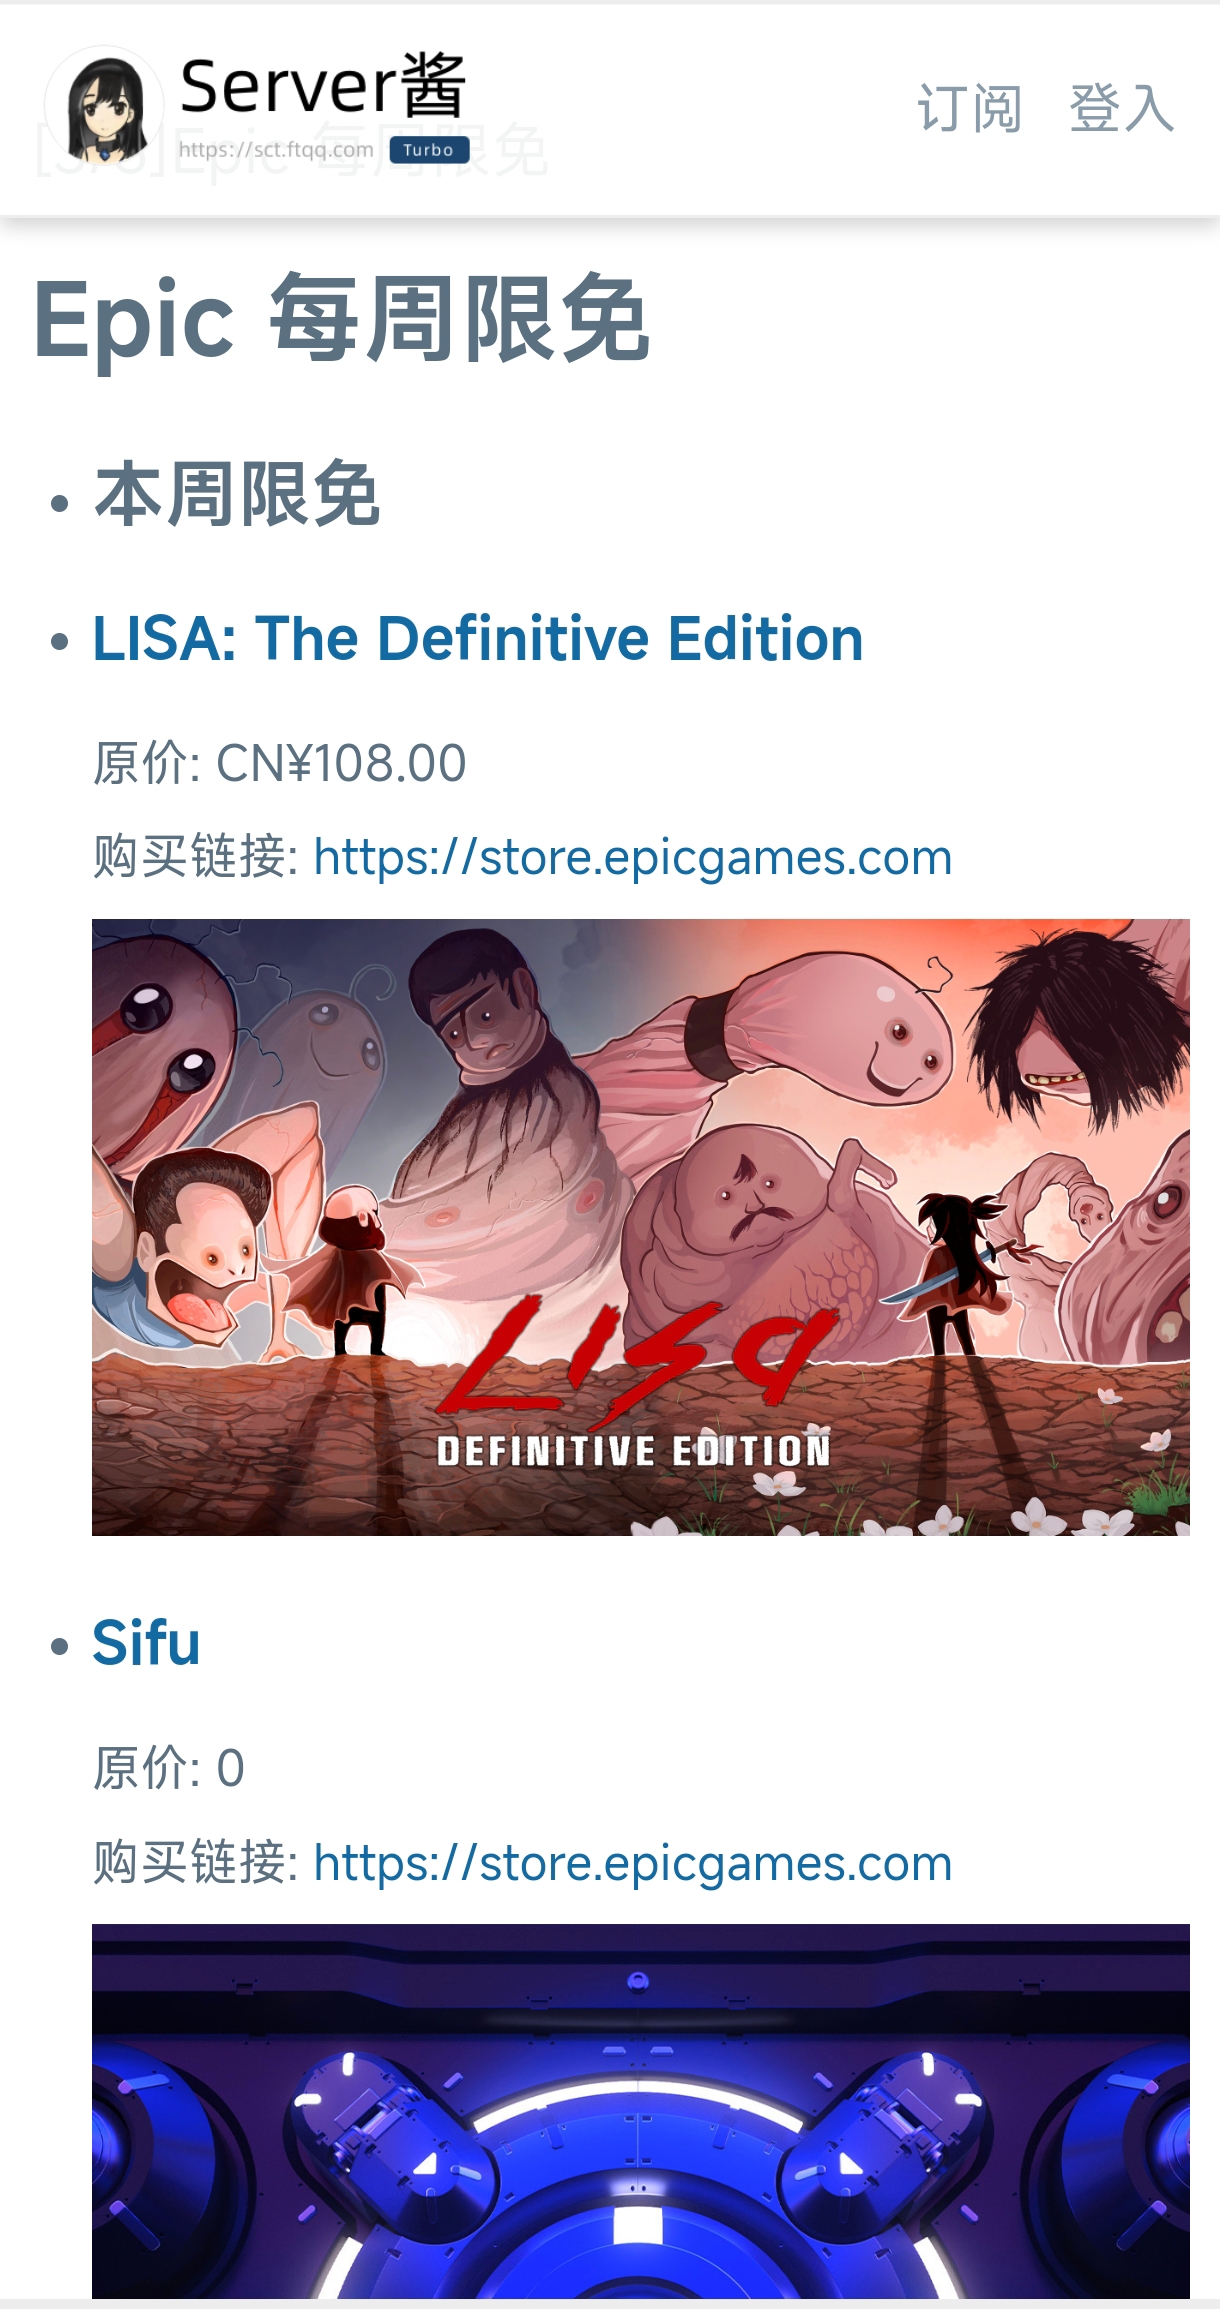 Server酱
订阅 登入
https://sct.ftqq.com Turbo
Epic 每周限免
Epic 每周限免
本周限免
LISA: The Definitive Edition
原价: CN¥108.00
购买链接: https://store.epicgames.com
LISA
DEFINITIVE EDITION
Sifu
原价: 0
购买链接: https://store.epicgames.com